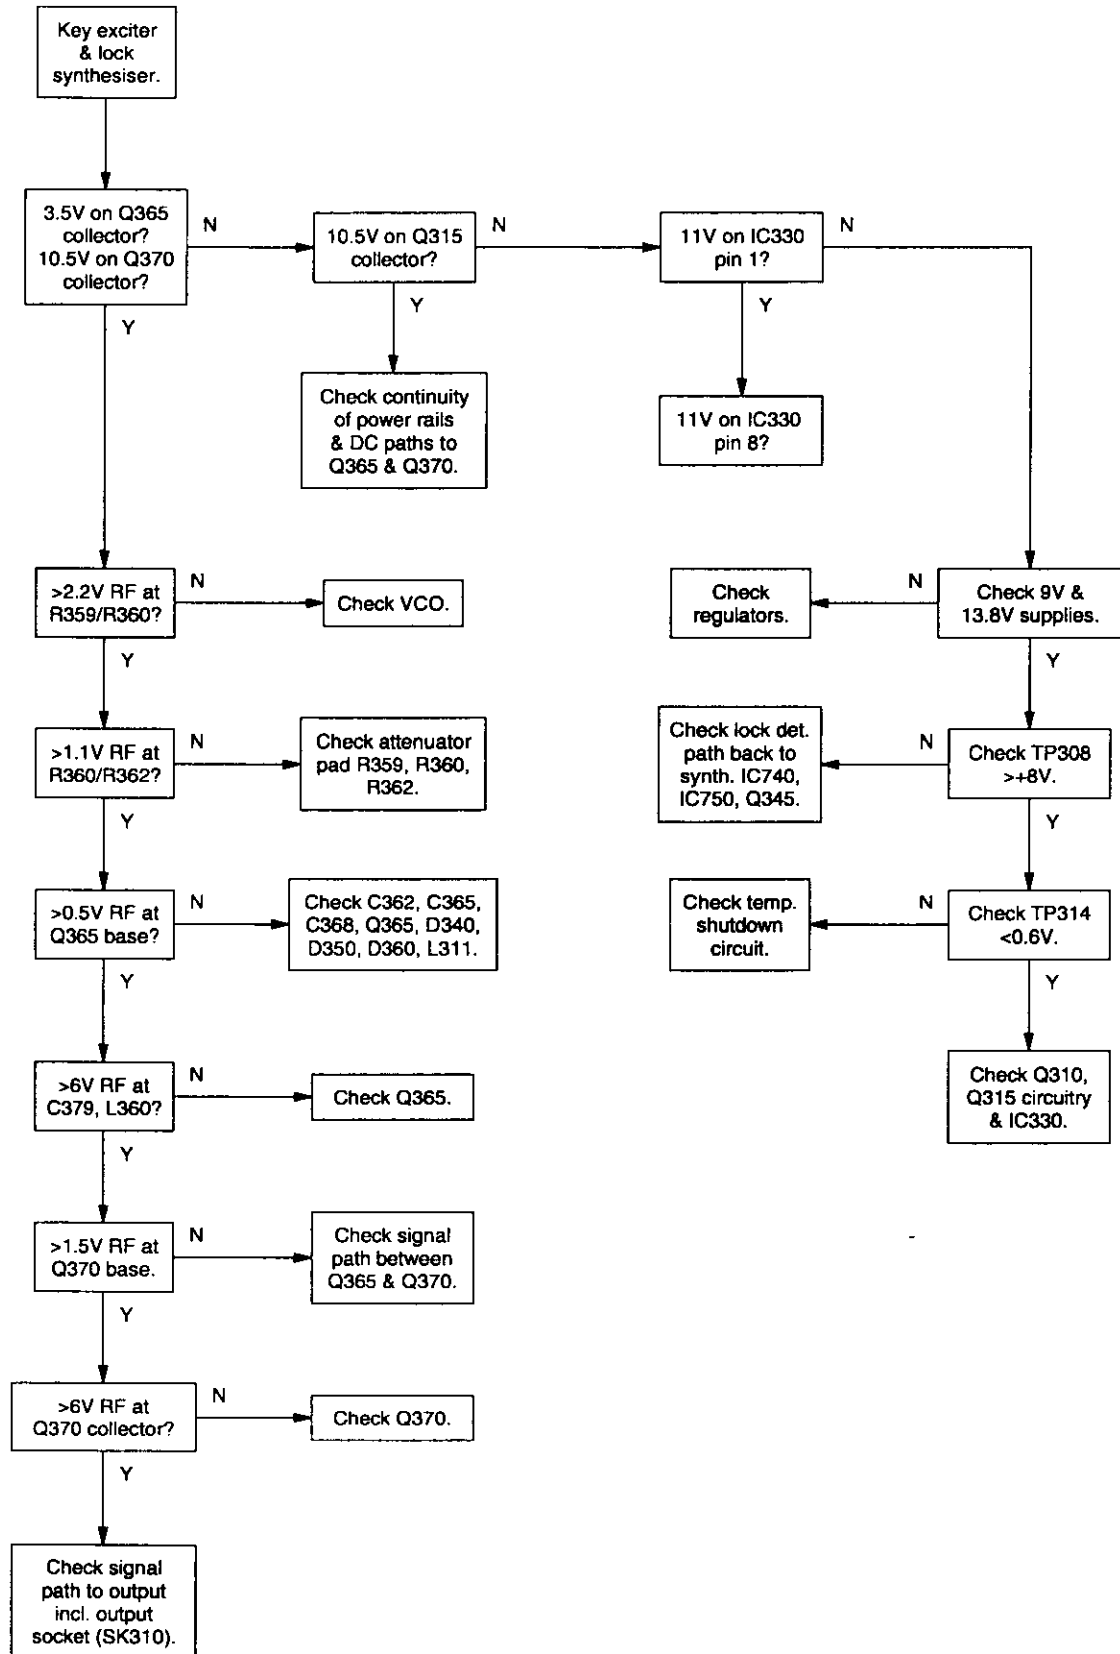 Key exciter
& lock
synthesiser.
3.5V on Q365
collector?
10.5V on Q370
collector?
N
10.5V on Q315
collector?
N
11V on IC330
pin 1?
N
Y
Y
Y
Check continuity
of power rails
& DC paths to
Q365 & Q370.
11V on IC330
pin 8?
>2.2V RF at
R359/R360?
N
Check VCO.
Check
regulators.
N
Check 9V &
13.8V supplies.
Y
Y
>1.1V RF at
R360/R362?
N
Check attenuator
pad R359, R360,
R362.
Check lock det.
path back to
synth. IC740,
IC750, Q345.
N
Check TP308
>+8V.
Y
Y
>0.5V RF at
Q365 base?
N
Check C362, C365,
C368, Q365, D340,
D350, D360, L311.
Check temp.
shutdown
circuit.
N
Check TP314
<0.6V.
Y
Y
>6V RF at
C379, L360?
N
Check Q365.
Check Q310,
Q315 circuitry
& IC330.
Y
>1.5V RF at
Q370 base.
N
Check signal
path between
Q365 & Q370.
Y
>6V RF at
Q370 collector?
N
Check Q370.
Y
Check signal
path to output
incl. output
socket (SK310).